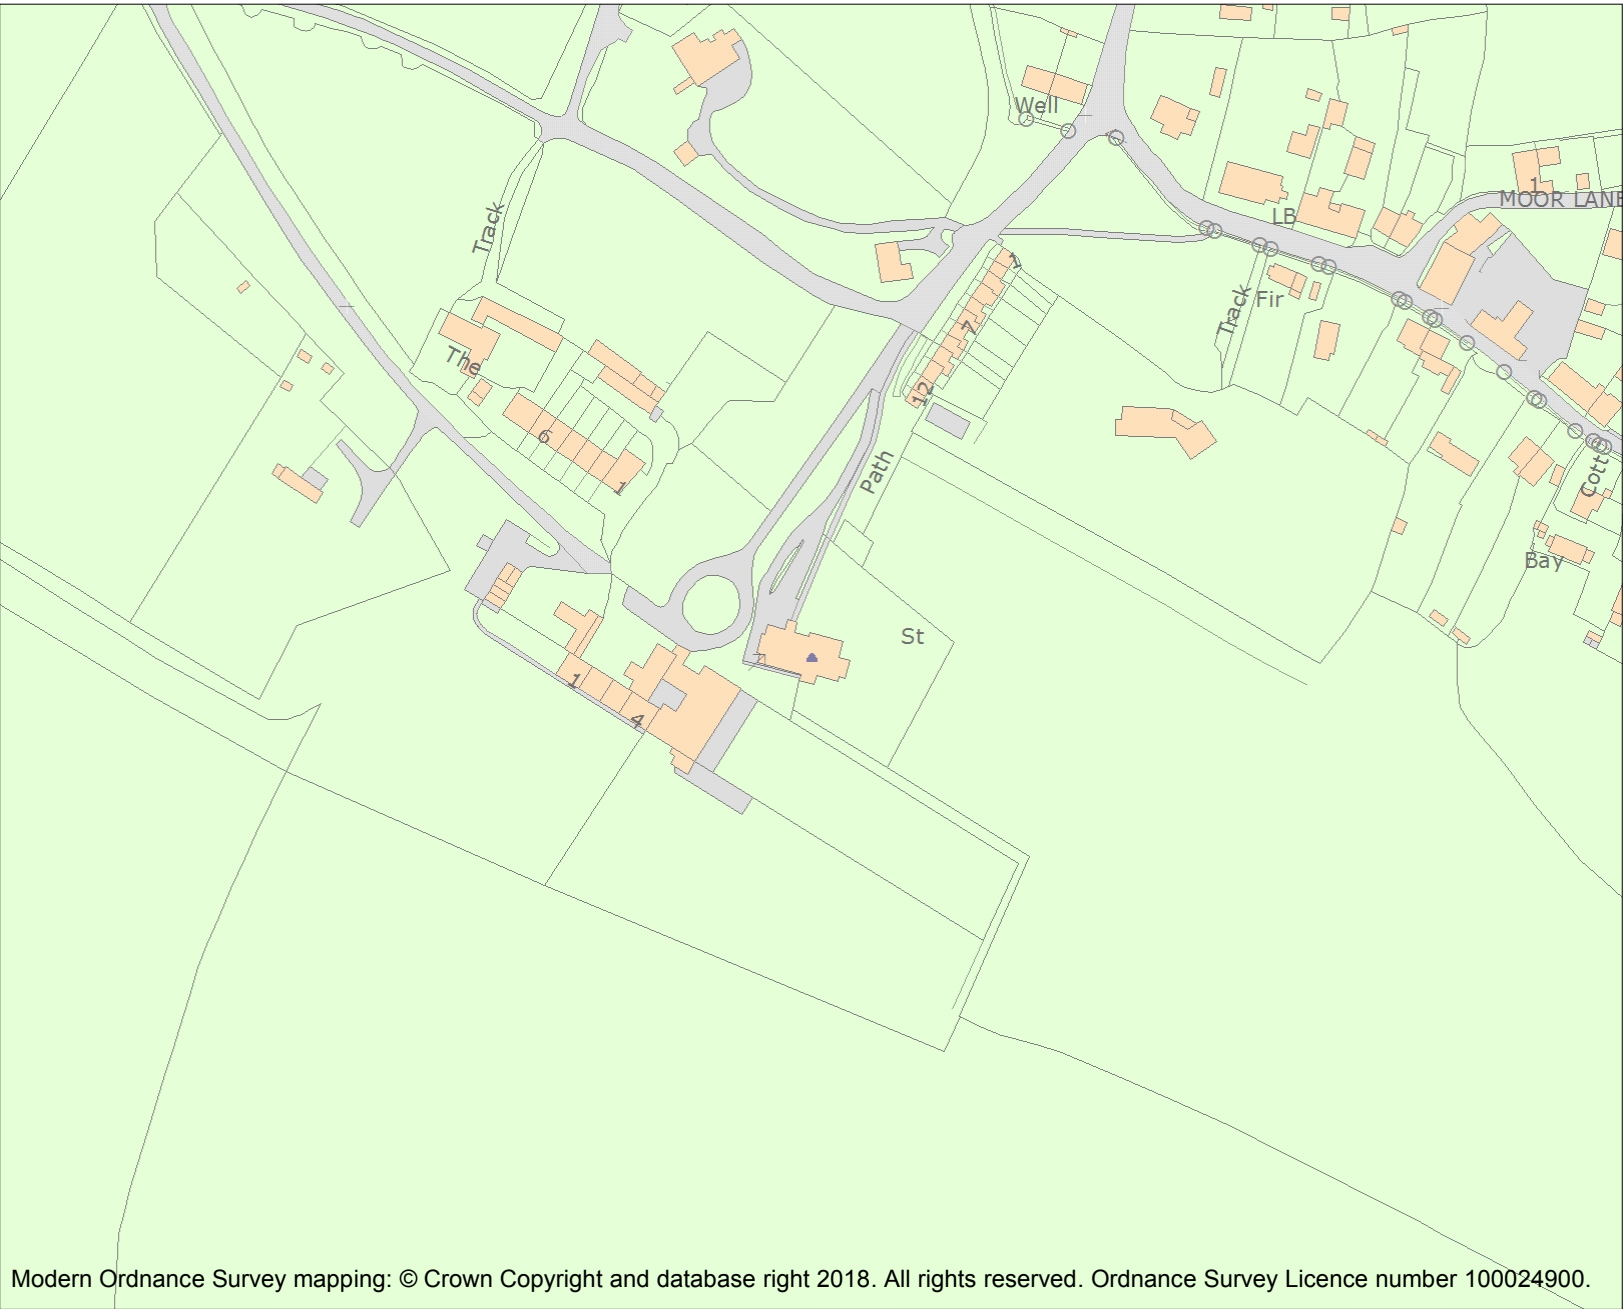 Well
1
MOOR LANE
LB
Track
1
Fir
Track
7
The
12
6
Path
1
Cott
Bay
St
1
4
Modern Ordnance Survey mapping: © Crown Copyright and database right 2018. All rights reserved. Ordnance Survey Licence number 100024900.